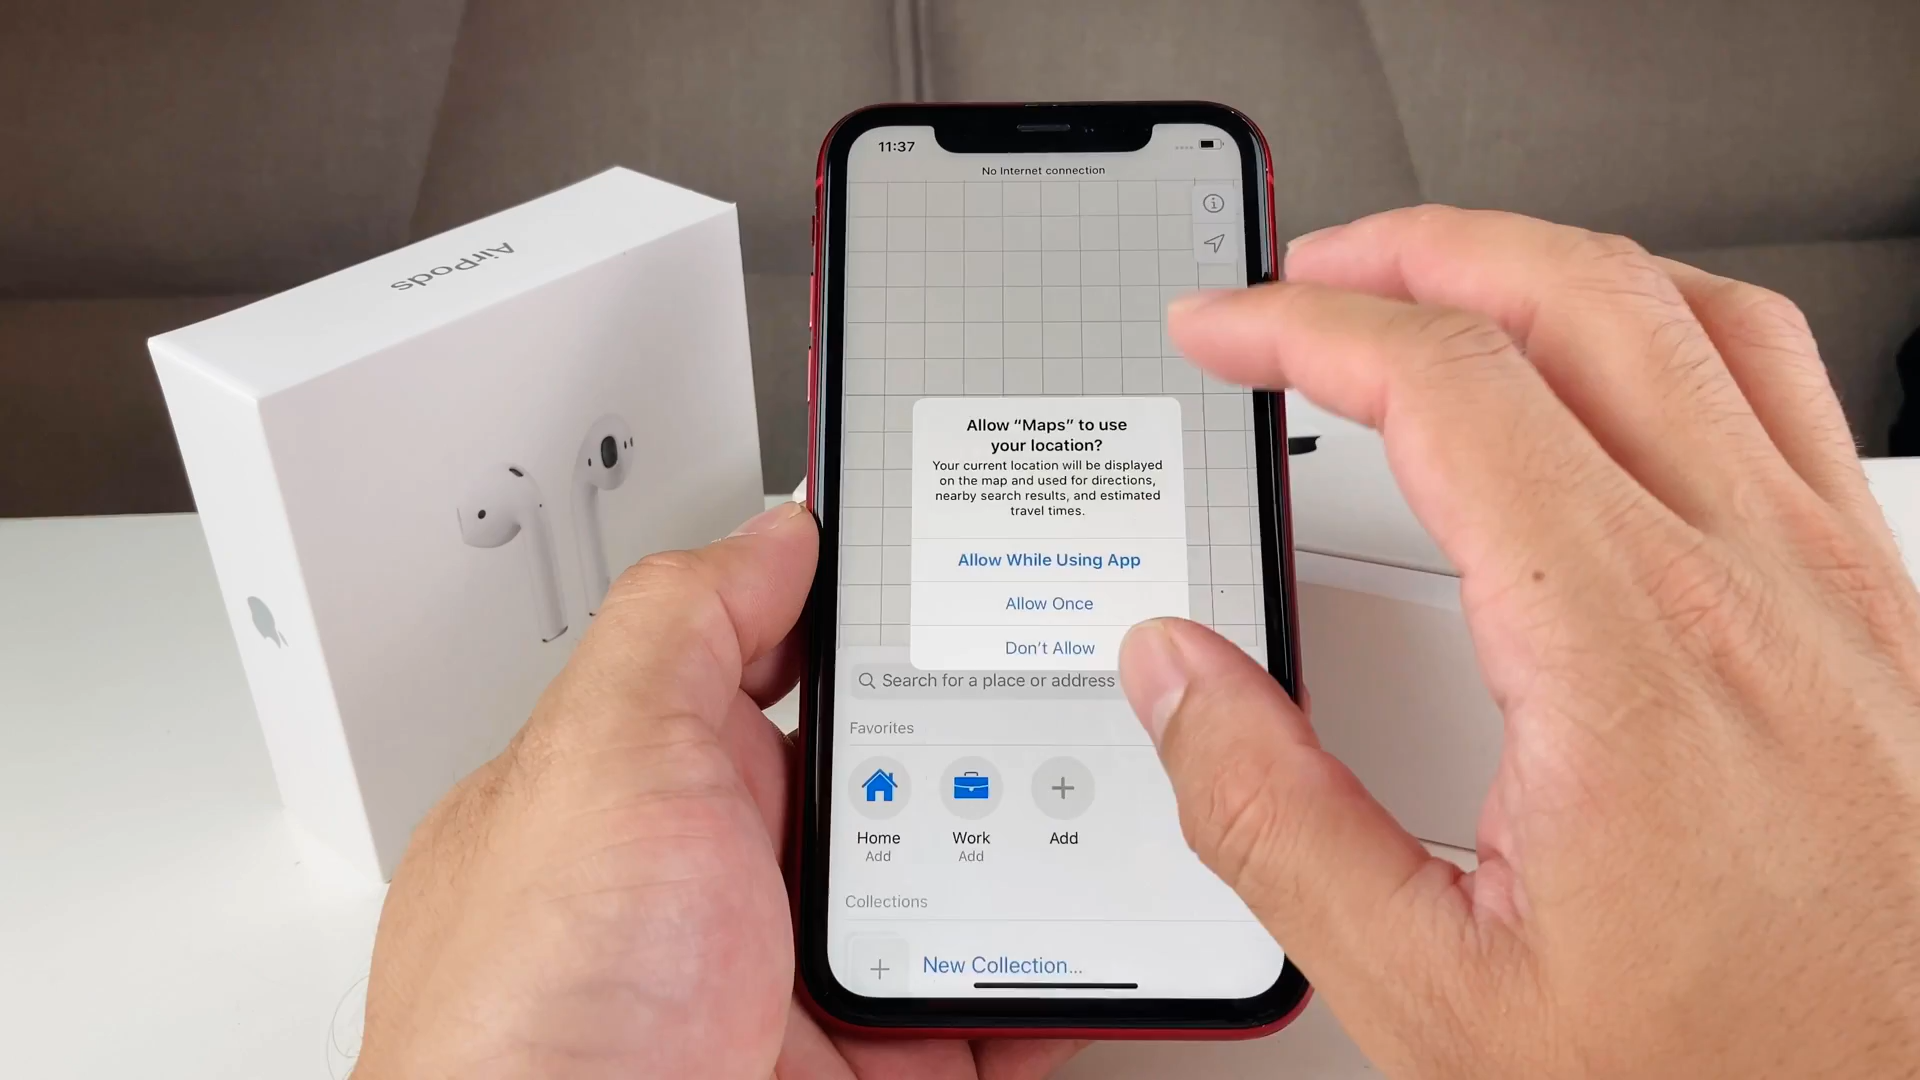 AirPods
11:37
No Internet connection
Allow “Maps” to use
your location?
Your current location will be displayed
on the map and used for directions,
nearby search results, and estimated
travel times.
Allow While Using App
Allow Once
Don’t Allow
Search for a place or address
Favorites
Home
Add
Work
Add
Add
Collections
New Collection...